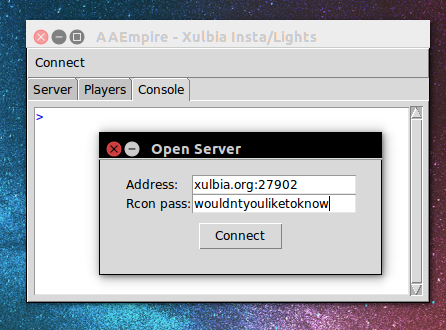 AAEmpire - Xulbia Insta/Lights
Connect
Server Players Console
>
Open Server
Address: xulbia.org:27902
Rcon pass: wouldntyouliketoknow
Connect